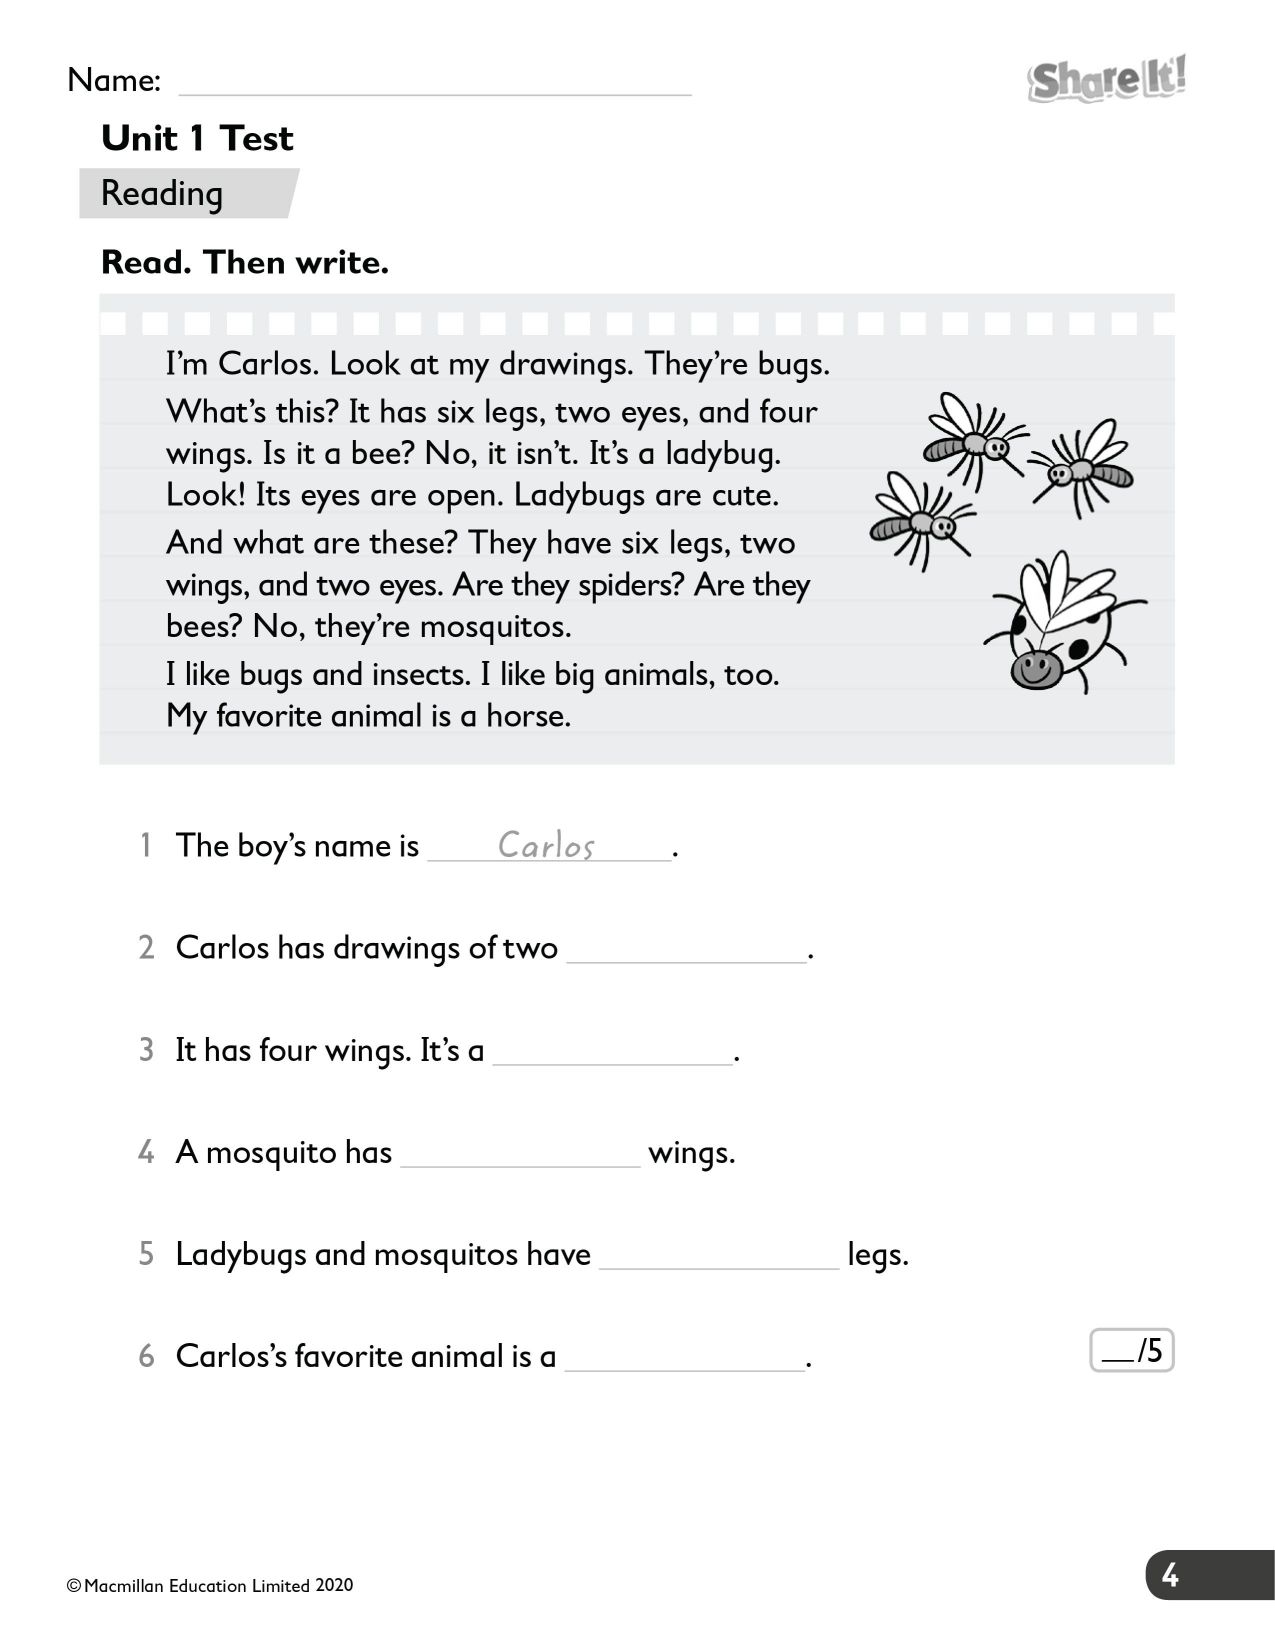 Name:
Share It!
Unit 1 Test
Reading
Read. Then write.
I’m Carlos. Look at my drawings. They’re bugs.
What’s this? It has six legs, two eyes, and four
wings. Is it a bee? No, it isn’t. It’s a ladybug.
Look! Its eyes are open. Ladybugs are cute.
And what are these? They have six legs, two
wings, and two eyes. Are they spiders? Are they
bees? No, they’re mosquitos.
I like bugs and insects. I like big animals, too.
My favorite animal is a horse.
1 The boy’s name is Carlos.
2 Carlos has drawings of two ______.
3 It has four wings. It’s a ______.
4 A mosquito has ______ wings.
5 Ladybugs and mosquitos have ______ legs.
6 Carlos’s favorite animal is a ______.
__/5
© Macmillan Education Limited 2020
4